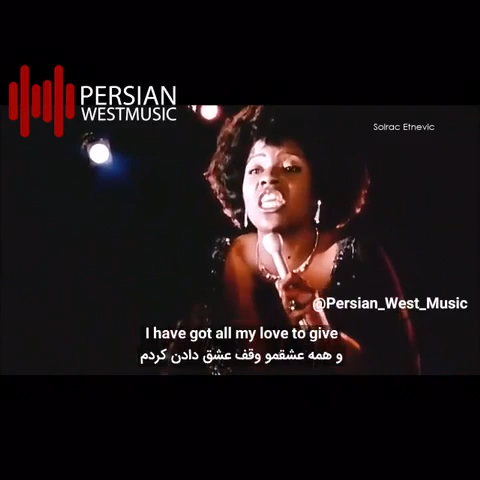 PERSIAN
WESTMUSIC
Solrac Etnevic
@Persian_West_Music
I have got all my love to give
و همه عشقمو وقف عشق دادن کردم